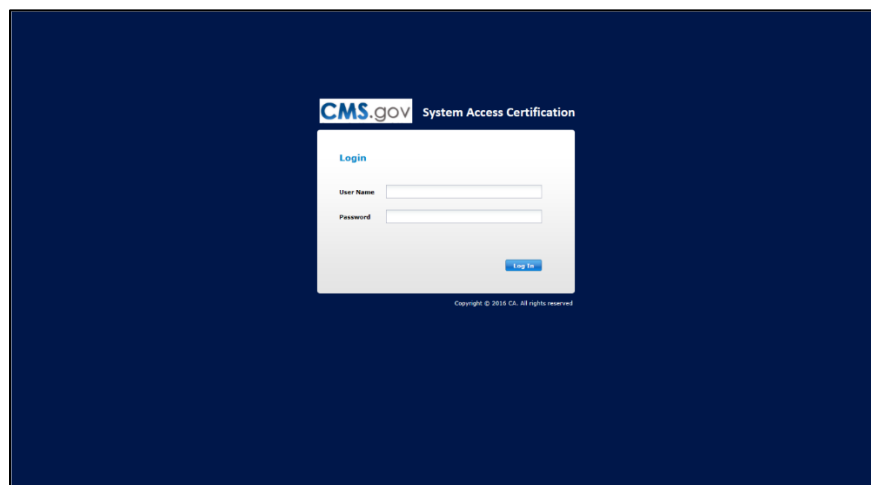 CMS.gov System Access Certification
Login
User Name
Password
Log In
Copyright © 2016 CA. All rights reserved